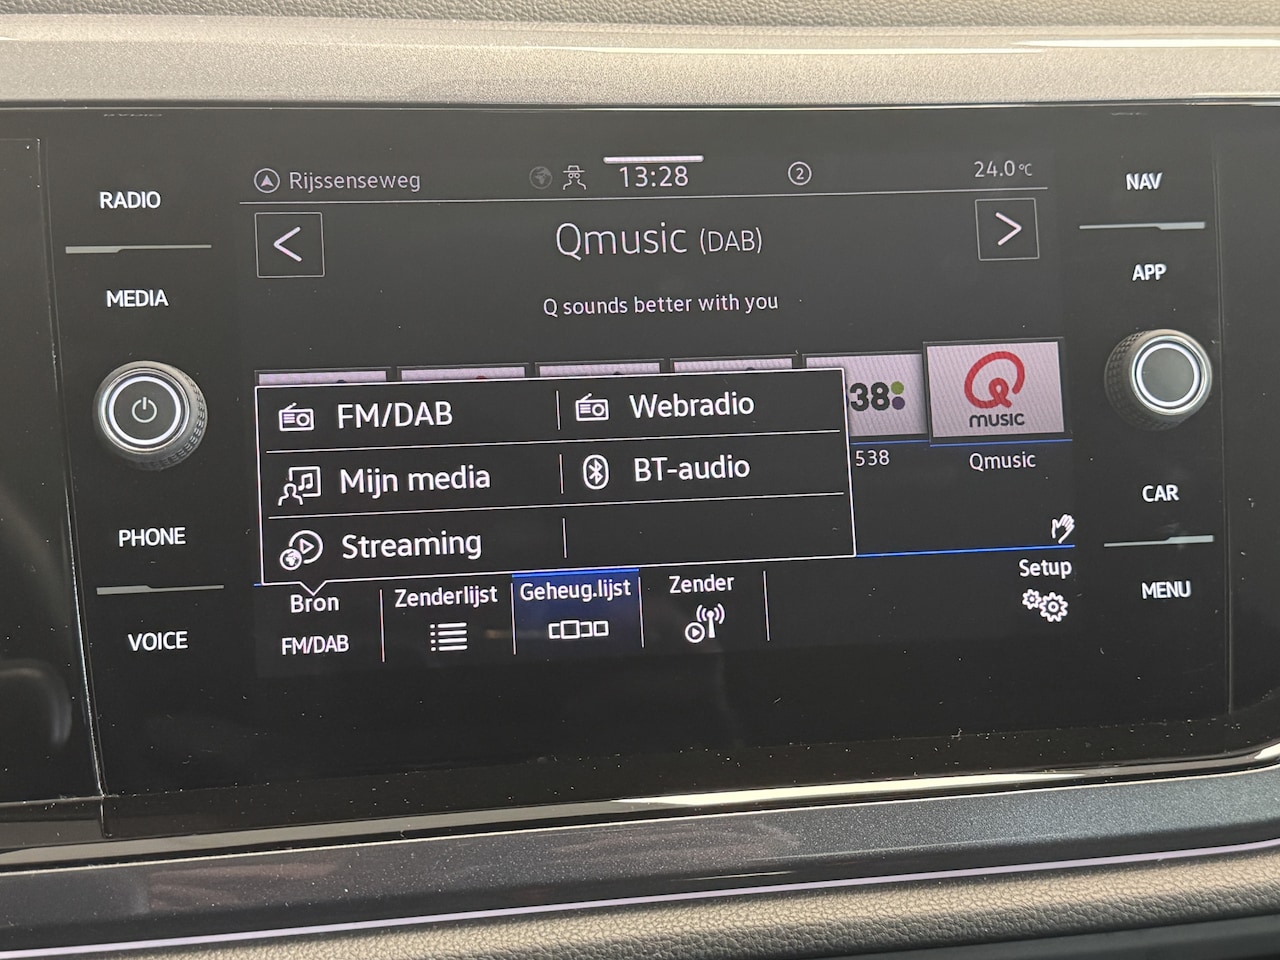 RADIO
MEDIA
PHONE
VOICE
Rijssenseweg
13:28
2
24.0°C
Qmusic (DAB)
Q sounds better with you
FM/DAB
Webradio
Mijn media
BT-audio
Streaming
38
MUSIC
538
Qmusic
Bron
FM/DAB
Zenderlijst
Geheug.lijst
Zender
Setup
NAV
APP
CAR
MENU